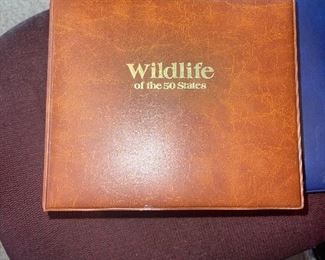 Wildlife
of the 50 States